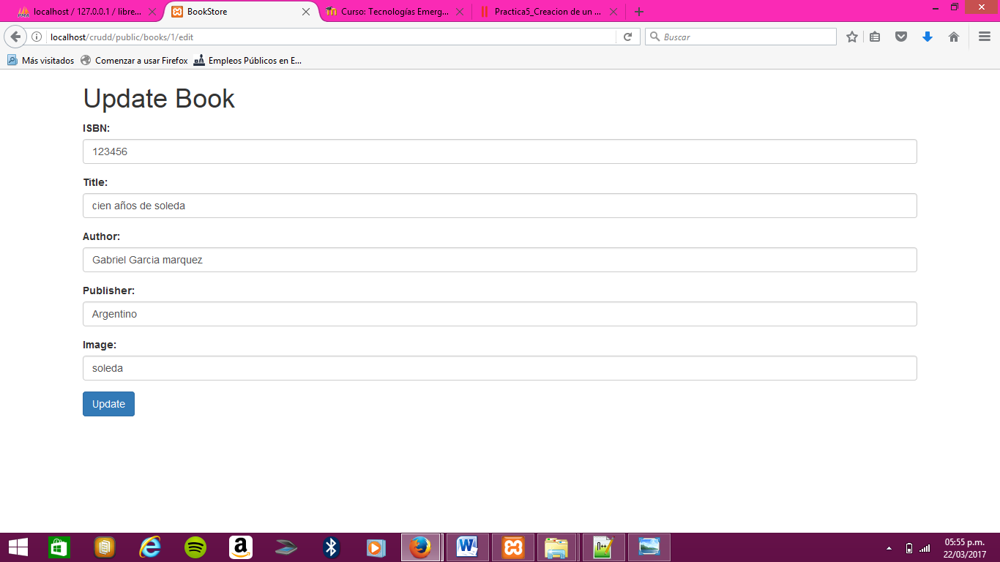 localhost / 127.0.0.1 / libre...
BookStore
Curso: Tecnologías Emerg...
Practica5_Creacion de un ...
localhost/crudd/public/books/1/edit
Buscar
Más visitados
Comenzar a usar Firefox
Empleos Públicos en E...
Update Book
ISBN:
123456
Title:
cien años de soleda
Author:
Gabriel Garcia marquez
Publisher:
Argentino
Image:
soleda
Update
05:55 p.m.
22/03/2017